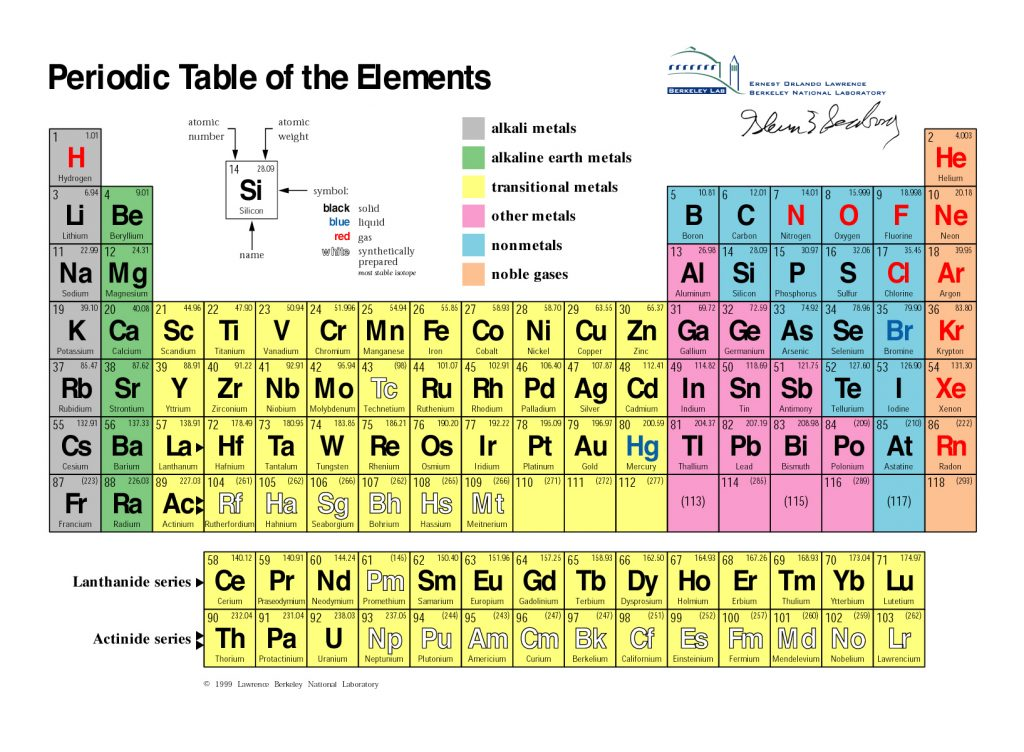 Periodic Table of the Elements
BERKELEY LAB
ERNEST ORLANDO LAWRENCE
BERKELEY NATIONAL LABORATORY
atomic number
atomic weight
14 28.09
Si
Silicon
name
symbol:
black solid
blue liquid
red gas
white synthetically
prepared
most stable isotope
alkali metals
alkaline earth metals
transitional metals
other metals
nonmetals
noble gases
1 1.01 2 4.003
H He
Hydrogen Helium
3 6.94 4 9.01 5 10.81 6 12.01 7 14.01 8 15.999 9 18.998 10 20.18
Li Be B C N O F Ne
Lithium Beryllium Boron Carbon Nitrogen Oxygen Fluorine Neon
11 22.99 12 24.31 13 26.98 14 28.09 15 30.97 16 32.06 17 35.45 18 39.95
Na Mg Al Si P S Cl Ar
Sodium Magnesium Aluminum Silicon Phosphorus Sulfur Chlorine Argon
19 39.10 20 40.08 21 44.96 22 47.90 23 50.94 24 51.996 25 54.94 26 55.85 27 58.93 28 58.70 29 63.55 30 65.37 31 69.72 32 72.59 33 74.92 34 78.96 35 79.90 36 83.80
K Ca Sc Ti V Cr Mn Fe Co Ni Cu Zn Ga Ge As Se Br Kr
Potassium Calcium Scandium Titanium Vanadium Chromium Manganese Iron Cobalt Nickel Copper Zinc Gallium Germanium Arsenic Selenium Bromine Krypton
37 85.47 38 87.62 39 88.91 40 91.22 41 92.91 42 95.94 43 (98) 44 101.07 45 102.91 46 106.40 47 107.87 48 112.41 49 114.82 50 118.69 51 121.75 52 127.60 53 126.90 54 131.30
Rb Sr Y Zr Nb Mo Tc Ru Rh Pd Ag Cd In Sn Sb Te I Xe
Rubidium Strontium Yttrium Zirconium Niobium Molybdenum Technetium Ruthenium Rhodium Palladium Silver Cadmium Indium Tin Antimony Tellurium Iodine Xenon
55 132.91 56 137.33 57 138.91 72 178.49 73 180.95 74 183.85 75 186.21 76 190.20 77 192.22 78 195.09 79 196.97 80 200.59 81 204.37 82 207.19 83 208.98 84 (209) 85 (210) 86 (222)
Cs Ba La Hf Ta W Re Os Ir Pt Au Hg Tl Pb Bi Po At Rn
Cesium Barium Lanthanum Hafnium Tantalum Tungsten Rhenium Osmium Iridium Platinum Gold Mercury Thallium Lead Bismuth Polonium Astatine Radon
87 (223) 88 226.03 89 227.03 104 (261) 105 (262) 106 (266) 107 (262) 108 (265) 109 (266) 110 (271) 111 (272) 112 (277) (113) 114 (285) (115) 116 (289) (117) 118 (293)
Fr Ra Ac Rf Ha Sg Bh Hs Mt
Francium Radium Actinium Rutherfordium Hahnium Seaborgium Bohrium Hassium Meitnerium
58 140.12 59 140.91 60 144.24 61 (145) 62 150.40 63 151.96 64 157.25 65 158.93 66 162.50 67 164.93 68 167.26 69 168.93 70 173.04 71 174.97
Lanthanide series Ce Pr Nd Pm Sm Eu Gd Tb Dy Ho Er Tm Yb Lu
Cerium Praseodymium Neodymium Promethium Samarium Europium Gadolinium Terbium Dysprosium Holmium Erbium Thulium Ytterbium Lutetium
90 232.04 91 231.04 92 238.03 93 237.05 94 (244) 95 (243) 96 (247) 97 (247) 98 (251) 99 (252) 100 (257) 101 (260) 102 (259) 103 (262)
Actinide series Th Pa U Np Pu Am Cm Bk Cf Es Fm Md No Lr
Thorium Protactinium Uranium Neptunium Plutonium Americium Curium Berkelium Californium Einsteinium Fermium Mendelevium Nobelium Lawrencium
© 1999 Lawrence Berkeley National Laboratory